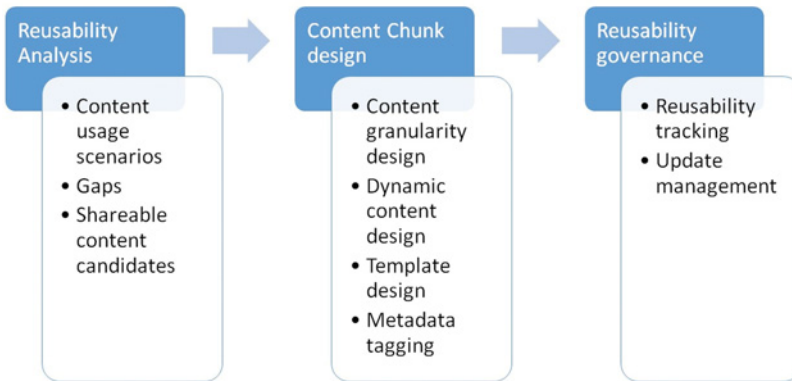 Reusability
Analysis
• Content
usage
scenarios
• Gaps
• Shareable
content
candidates
Content Chunk
design
• Content
granularity
design
• Dynamic
content
design
• Template
design
• Metadata
tagging
Reusability
governance
• Reusability
tracking
• Update
management